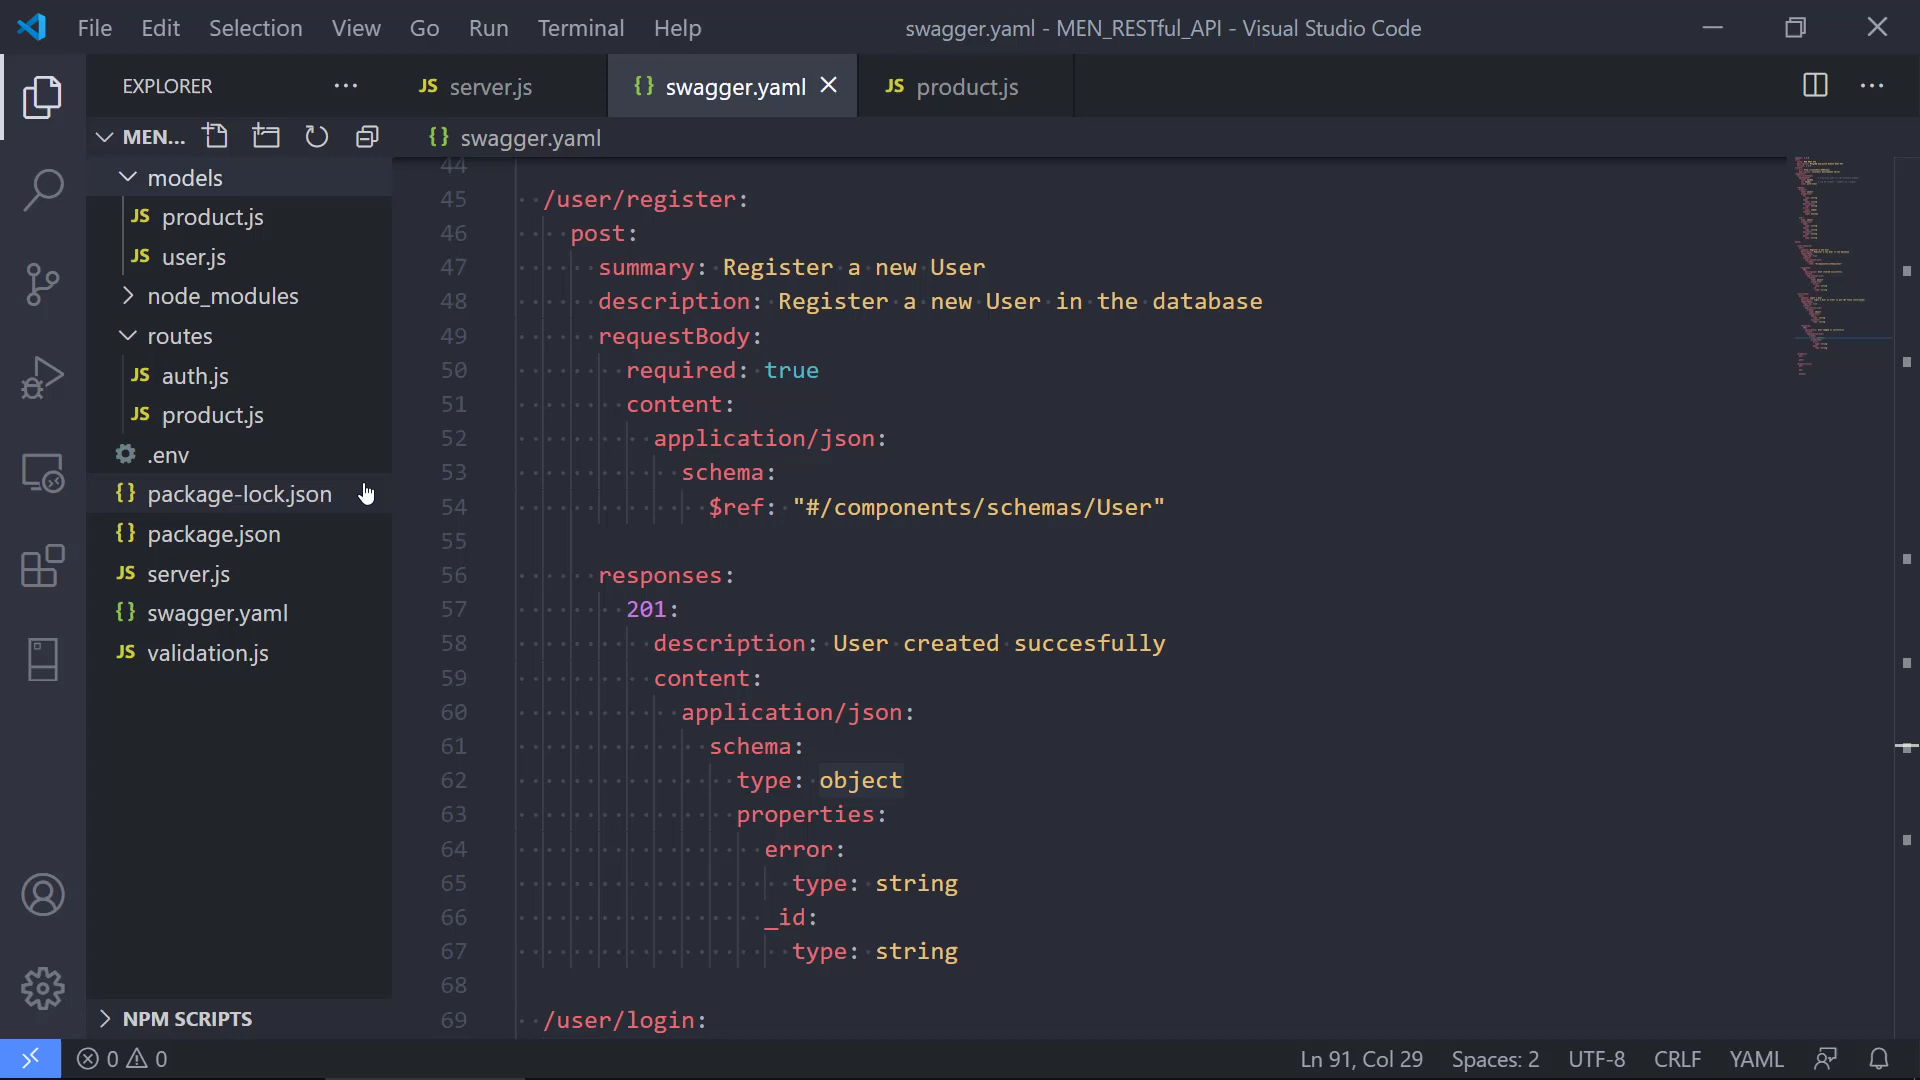 File Edit Selection View Go Run Terminal Help
swagger.yaml - MEN_RESTful_API - Visual Studio Code
EXPLORER
JS server.js
{} swagger.yaml
JS product.js
MEN...
{} swagger.yaml
models
JS product.js
JS user.js
node_modules
routes
JS auth.js
JS product.js
.env
{} package-lock.json
{} package.json
JS server.js
{} swagger.yaml
JS validation.js
NPM SCRIPTS
44
45 /user/register:
46 post:
47 summary: Register a new User
48 description: Register a new User in the database
49 requestBody:
50 required: true
51 content:
52 application/json:
53 schema:
54 $ref: "#/components/schemas/User"
55
56 responses:
57 201:
58 description: User created succesfully
59 content:
60 application/json:
61 schema:
62 type: object
63 properties:
64 error:
65 type: string
66 _id:
67 type: string
68
69 /user/login:
0 0
Ln 91, Col 29 Spaces: 2 UTF-8 CRLF YAML